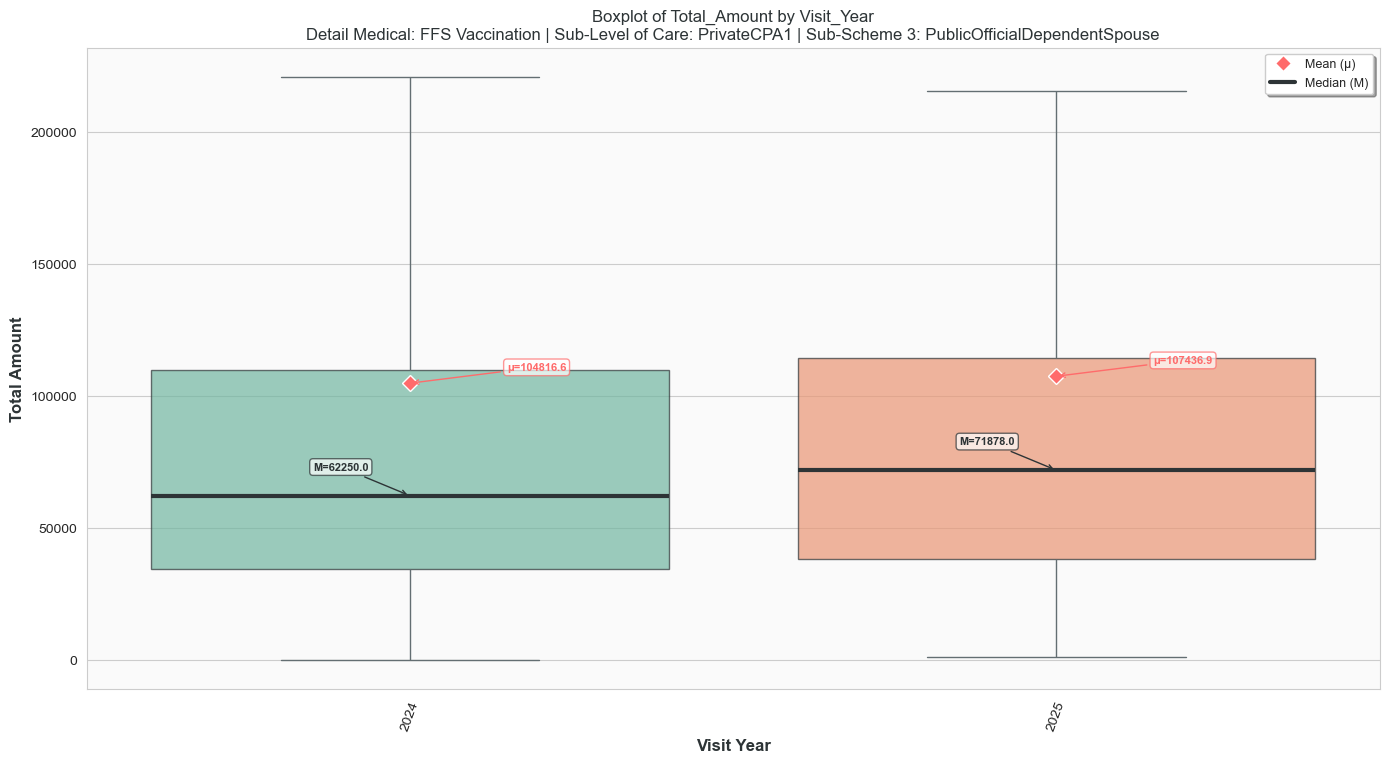 Boxplot of Total_Amount by Visit_Year
Detail Medical: FFS Vaccination | Sub-Level of Care: PrivateCPA1 | Sub-Scheme 3: PublicOfficialDependentSpouse
Mean (μ)
Median (M)
Total Amount
200000
150000
100000
50000
0
μ=104816.6
M=62250.0
μ=107436.9
M=71878.0
2024
2025
Visit Year